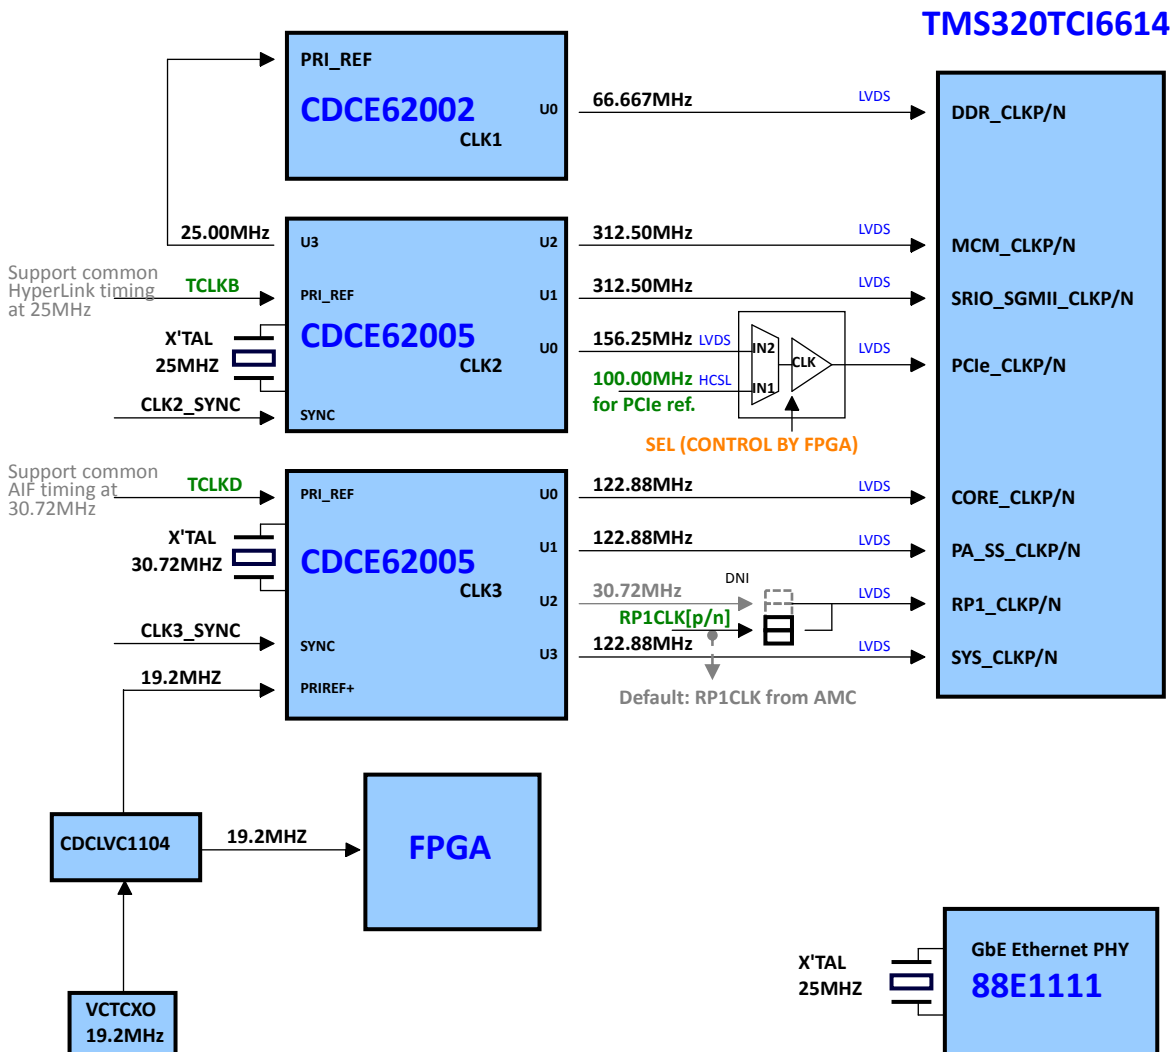 TMS320TCI6614
PRI_REF
CDCE62002
CLK1
U0
66.667MHz
LVDS
DDR_CLKP/N
25.00MHz
U3
U2
312.50MHz
LVDS
MCM_CLKP/N
Support common
HyperLink timing
at 25MHz
TCLKB
PRI_REF
U1
312.50MHz
LVDS
SRIO_SGMII_CLKP/N
X'TAL
25MHZ
CDCE62005
CLK2
U0
156.25MHz
LVDS
IN2
CLK
LVDS
PCIe_CLKP/N
100.00MHz
for PCIe ref.
HCSL
IN1
CLK2_SYNC
SYNC
SEL (CONTROL BY FPGA)
Support common
AIF timing at
30.72MHz
TCLKD
PRI_REF
U0
122.88MHz
LVDS
CORE_CLKP/N
X'TAL
30.72MHZ
CDCE62005
CLK3
U1
122.88MHz
LVDS
PA_SS_CLKP/N
U2
30.72MHz
DNI
LVDS
RP1_CLKP/N
RP1CLK[p/n]
CLK3_SYNC
SYNC
U3
122.88MHz
LVDS
SYS_CLKP/N
19.2MHZ
PRIREF+
Default: RP1CLK from AMC
CDCLVC1104
19.2MHZ
FPGA
VCTCXO
19.2MHz
X'TAL
25MHZ
GbE Ethernet PHY
88E1111